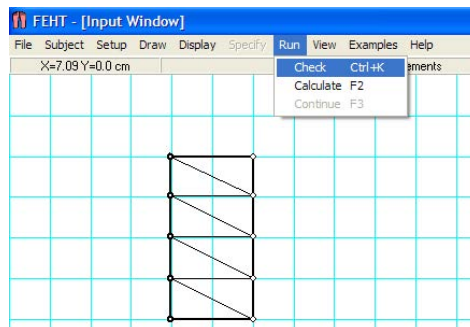 FEHT - [Input Window]
File Subject Setup Draw Display Specify Run View Examples Help
X=7.09 Y=0.0 cm ements
Check Ctrl+K
Calculate F2
Continue F3